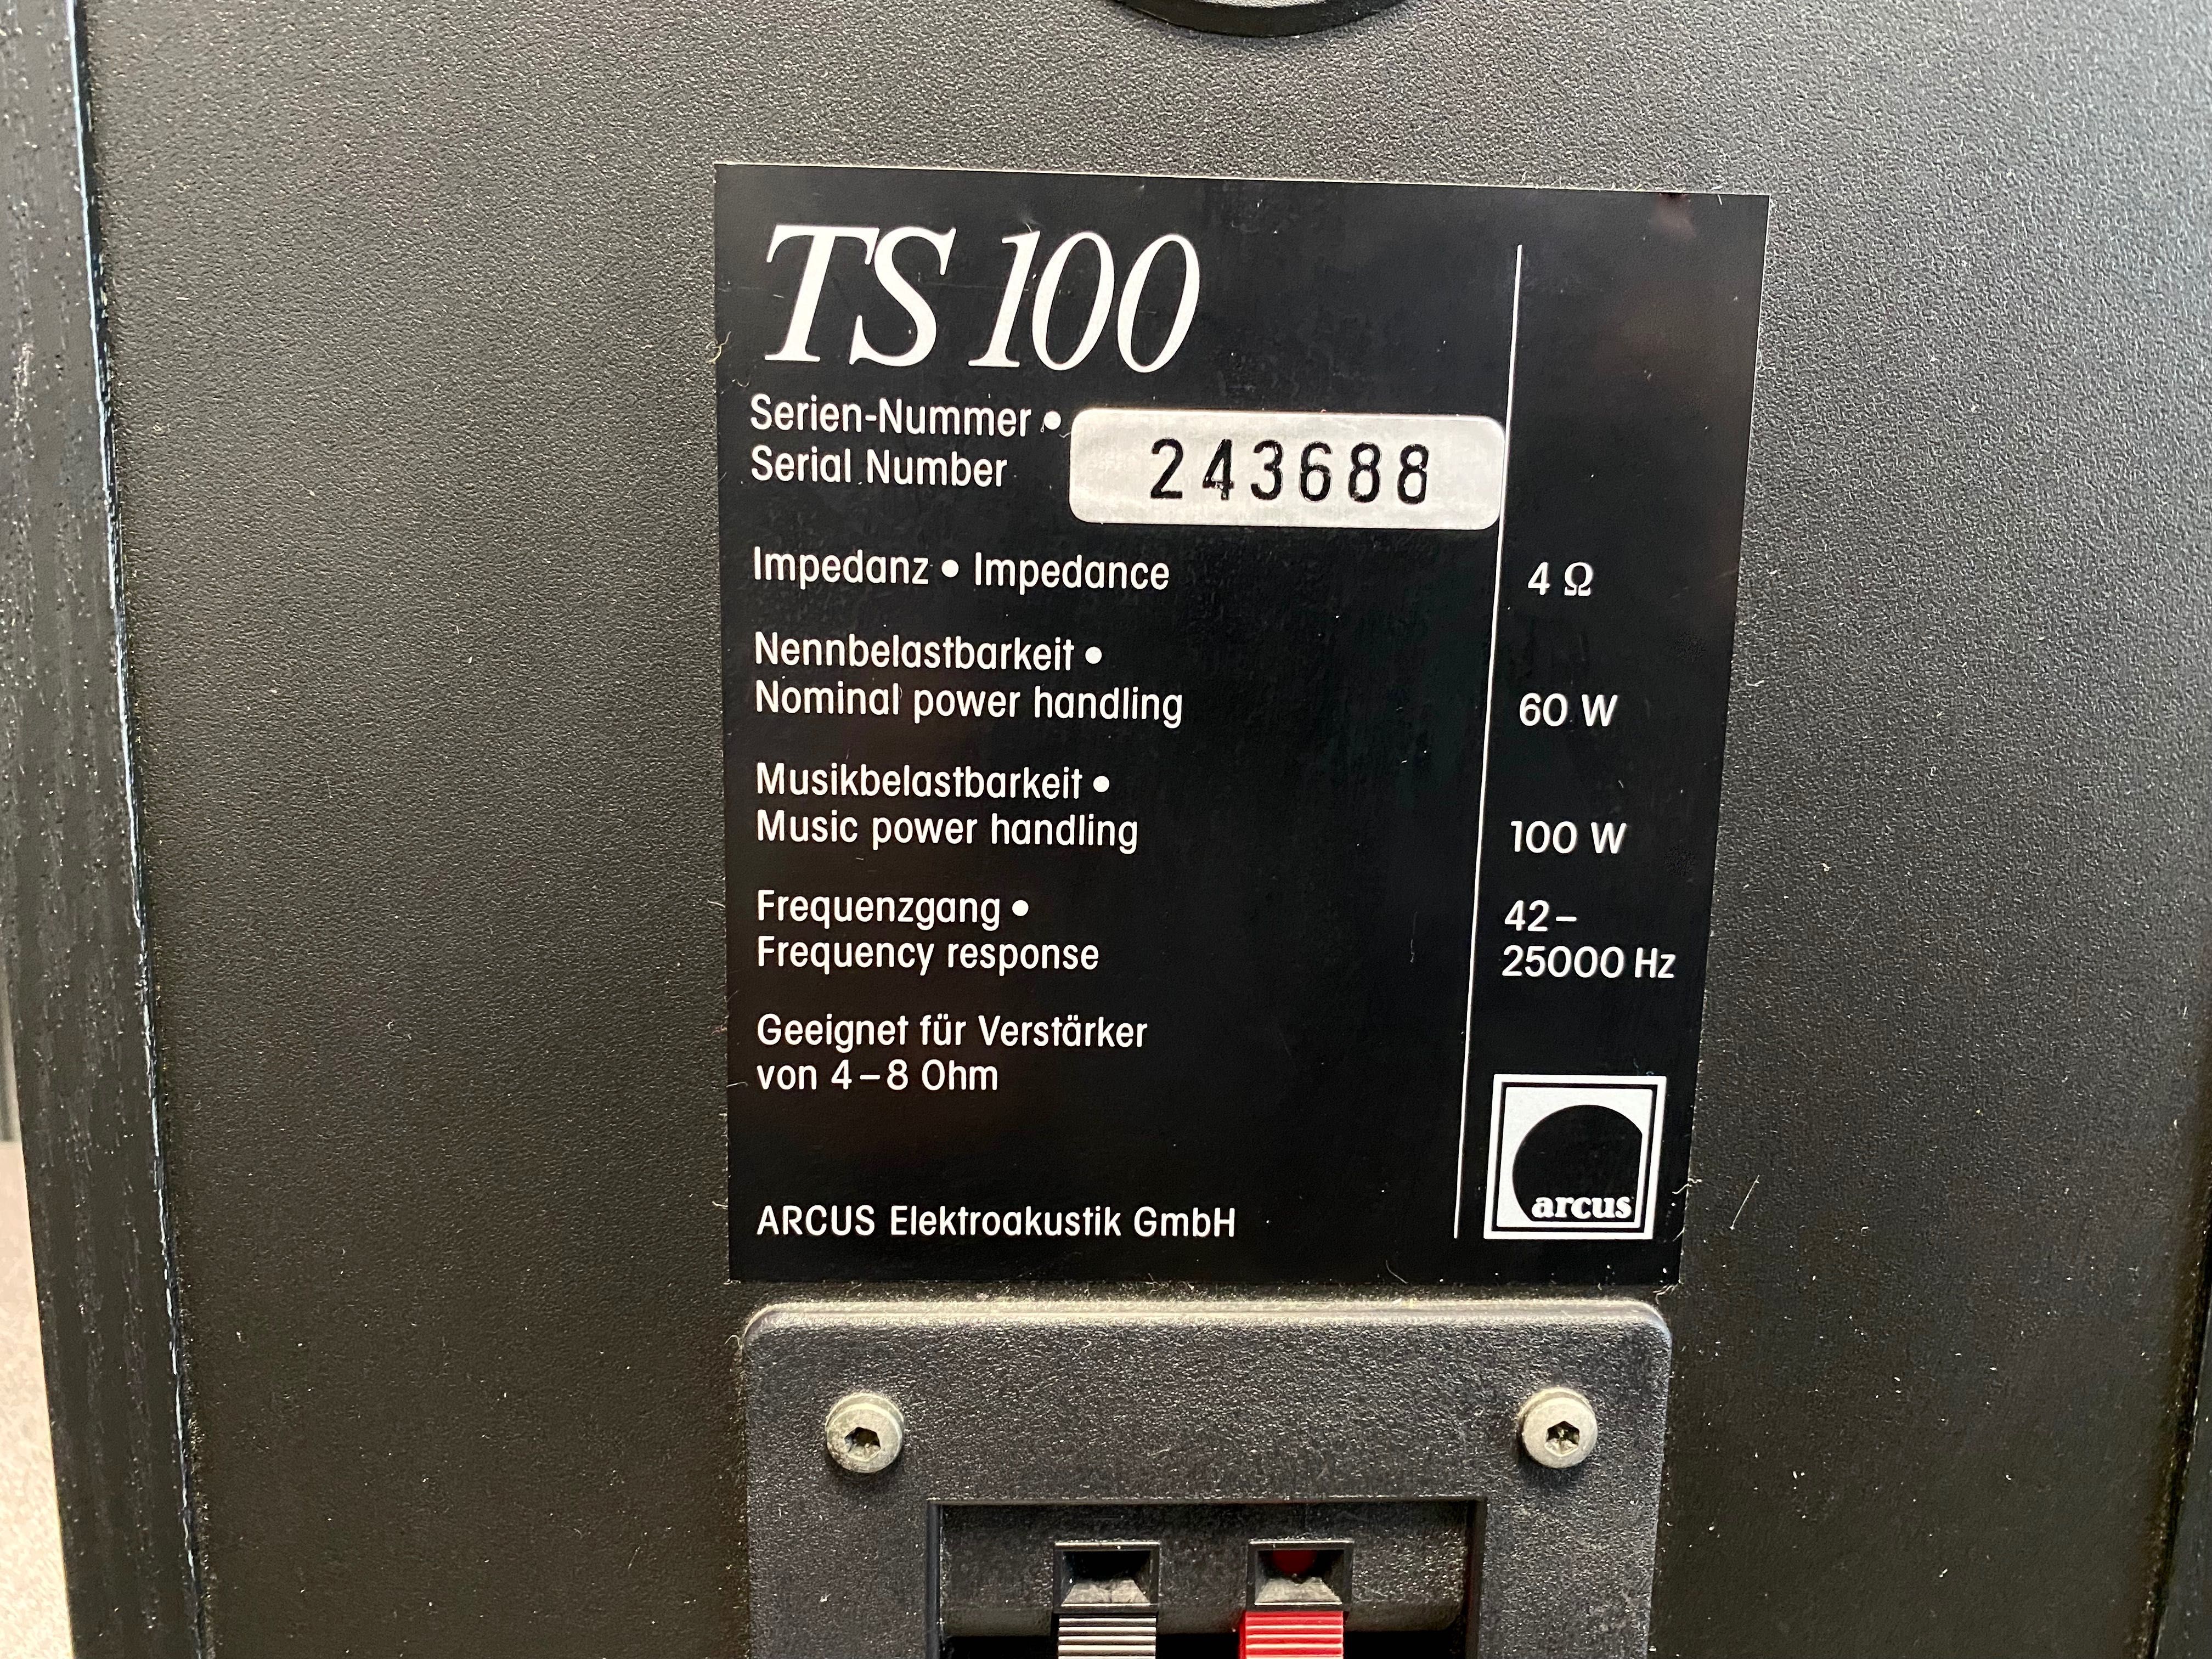 TS 100
Serien-Nummer •
Serial Number
243688
Impedanz • Impedance 4 Ω
Nennbelastbarkeit •
Nominal power handling 60 W
Musikbelastbarkeit •
Music power handling 100 W
Frequenzgang • 42–
Frequency response 25000 Hz
Geeignet für Verstärker
von 4–8 Ohm
ARCUS Elektroakustik GmbH
arcus